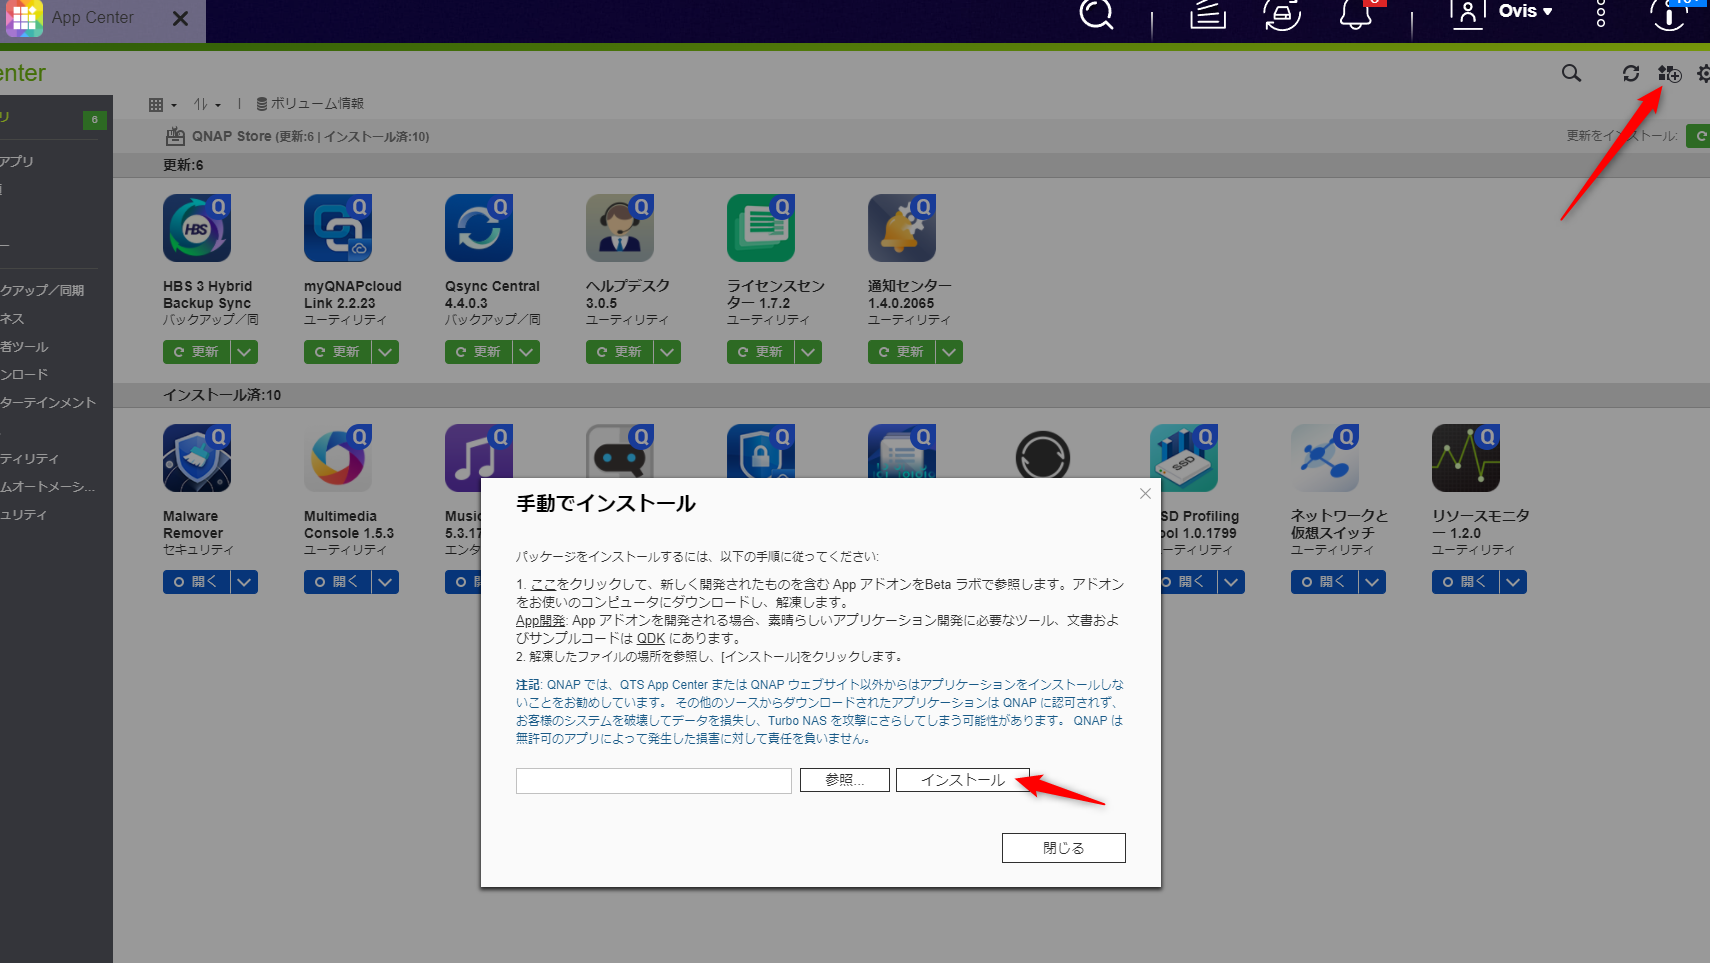 App Center
Ovis
enter
ボリューム情報
リ
6
QNAP Store (更新:6 | インストール済:10)
更新をインストール:
更新:6
アプリ
HBS
HBS 3 Hybrid
Backup Sync
バックアップ／同
更新
myQNAPcloud
Link 2.2.23
ユーティリティ
更新
Qsync Central
4.4.0.3
バックアップ／同
更新
ヘルプデスク
3.0.5
ユーティリティ
更新
ライセンスセン
ター 1.7.2
ユーティリティ
更新
通知センター
1.4.0.2065
ユーティリティ
更新
クアップ／同期
ネス
者ツール
ンロード
ターテインメント
ティリティ
ムオートメーシ...
ュリティ
インストール済:10
SSD
Malware
Remover
セキュリティ
開く
Multimedia
Console 1.5.3
ユーティリティ
開く
Music
5.3.1
エンタ
開
SD Profiling
ool 1.0.1799
ーティリティ
開く
ネットワークと
仮想スイッチ
ユーティリティ
開く
リソースモニタ
ー 1.2.0
ユーティリティ
開く
手動でインストール
パッケージをインストールするには、以下の手順に従ってください:
1. ここをクリックして、新しく開発されたものを含む App アドオンをBeta ラボで参照します。アドオン
をお使いのコンピュータにダウンロードし、解凍します。
App開発: App アドオンを開発される場合、素晴らしいアプリケーション開発に必要なツール、文書およ
びサンプルコードは QDK にあります。
2. 解凍したファイルの場所を参照し、[インストール]をクリックします。
注記: QNAP では、QTS App Center または QNAP ウェブサイト以外からはアプリケーションをインストールしな
いことをお勧めしています。 その他のソースからダウンロードされたアプリケーションは QNAP に認可されず、
お客様のシステムを破壊してデータを損失し、Turbo NAS を攻撃にさらしてしまう可能性があります。 QNAP は
無許可のアプリによって発生した損害に対して責任を負いません。
参照...
インストール
閉じる